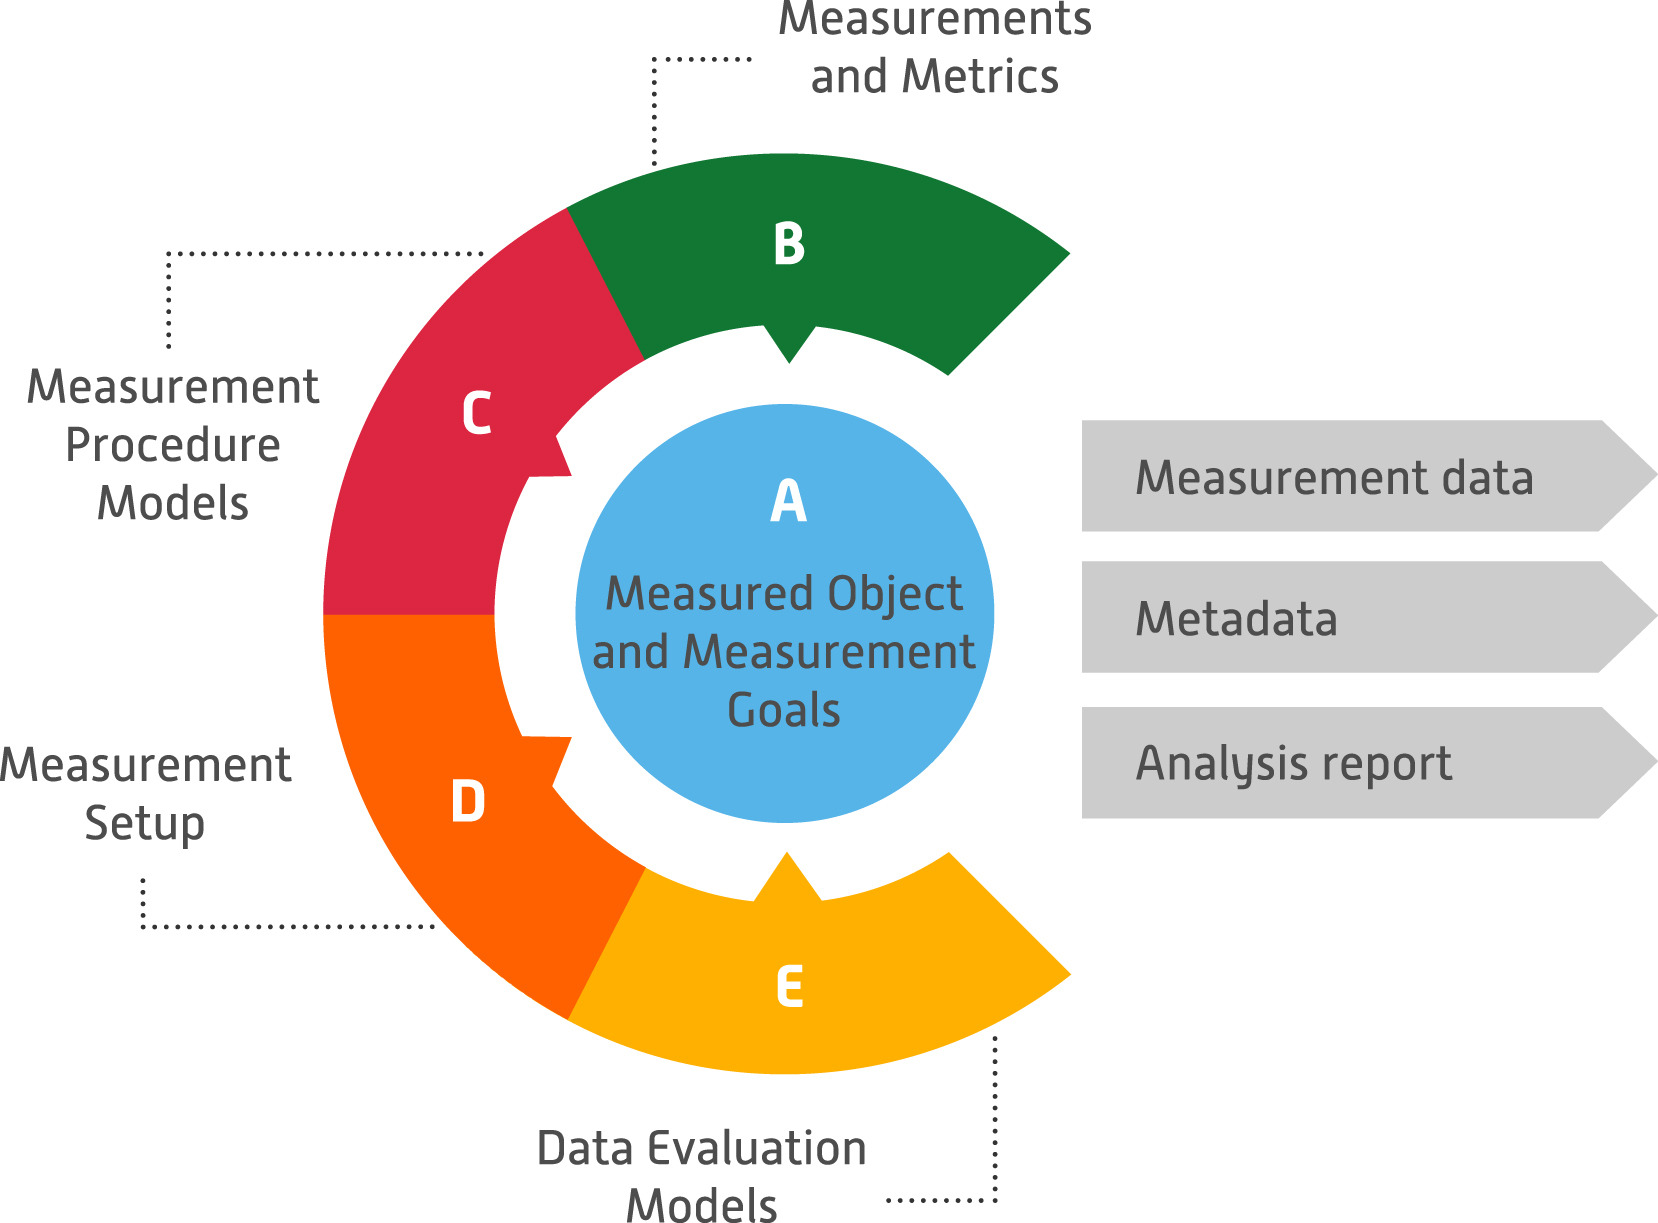 Measurements
and Metrics
B
Measurement
Procedure
Models
C
A
Measured Object
and Measurement
Goals
Measurement data
Metadata
Analysis report
Measurement
Setup
D
E
Data Evaluation
Models